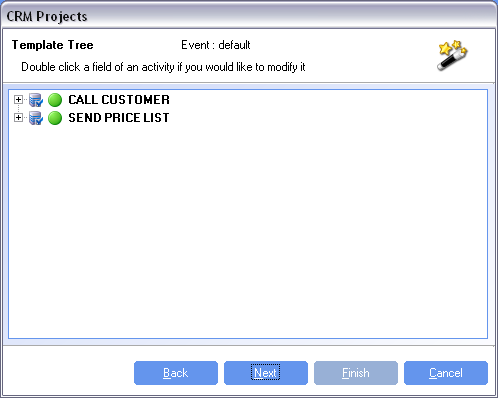 CRM Projects
Template Tree Event : default
Double click a field of an activity if you would like to modify it
CALL CUSTOMER
SEND PRICE LIST
Back Next Finish Cancel